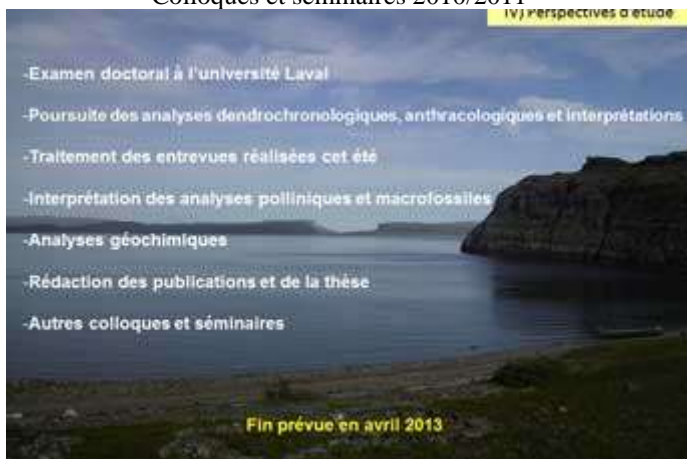 Colloques et séminaires 2010/2011
IV) Perspectives d'étude
-Examen doctoral à l'université Laval
-Poursuite des analyses dendrochronologiques, anthracologiques et interprétations
-Traitement des entrevues réalisées cet été
-Interprétation des analyses polliniques et macrofossiles
-Analyses géochimiques
-Rédaction des publications et de la thèse
-Autres colloques et séminaires
Fin prévue en avril 2013